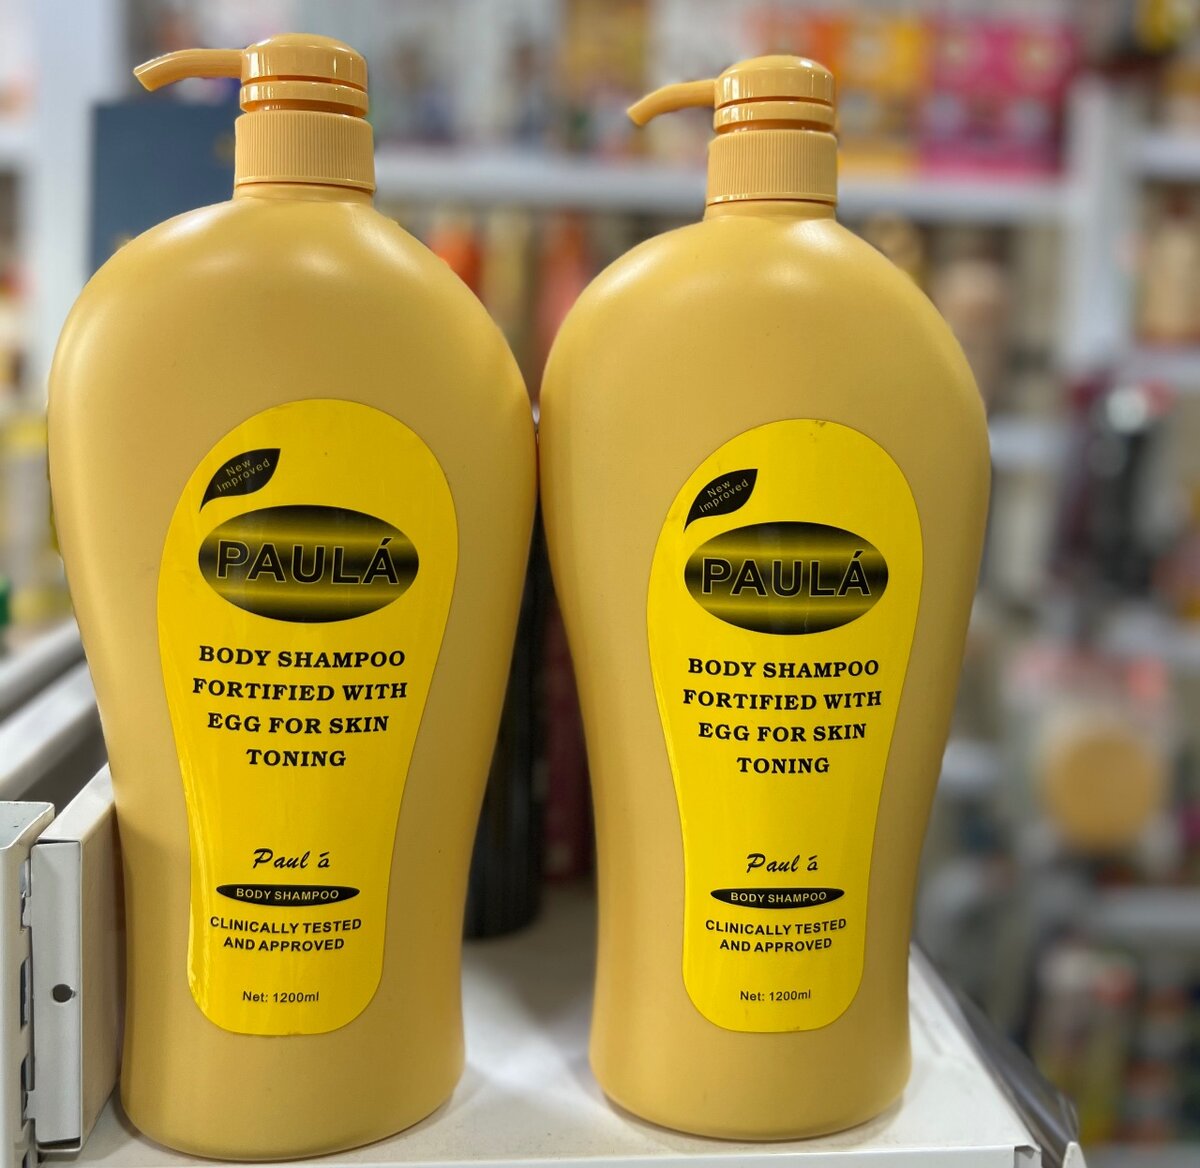 New
Improved
PAULÁ
BODY SHAMPOO
FORTIFIED WITH
EGG FOR SKIN
TONING
Paul á
BODY SHAMPOO
CLINICALLY TESTED
AND APPROVED
Net: 1200ml
New
Improved
PAULÁ
BODY SHAMPOO
FORTIFIED WITH
EGG FOR SKIN
TONING
Paul á
BODY SHAMPOO
CLINICALLY TESTED
AND APPROVED
Net: 1200ml